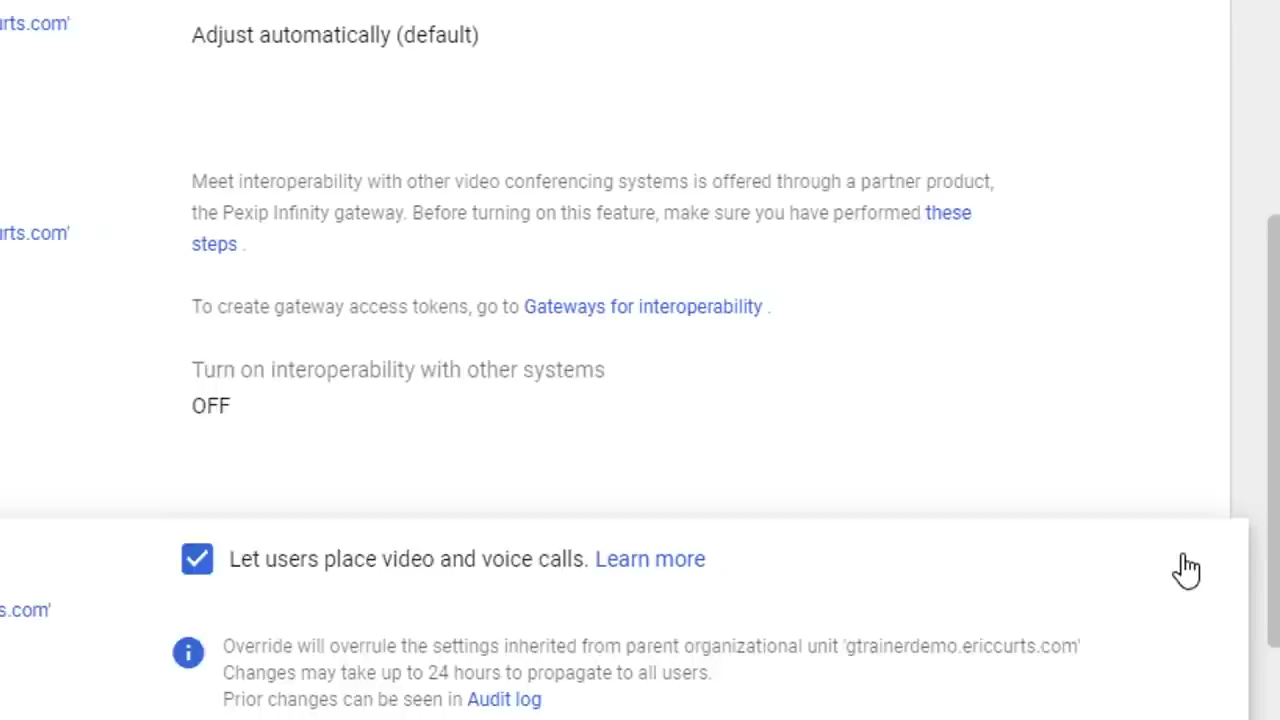 urts.com'
Adjust automatically (default)
Meet interoperability with other video conferencing systems is offered through a partner product,
the Pexip Infinity gateway. Before turning on this feature, make sure you have performed these
urts.com'
steps .
To create gateway access tokens, go to Gateways for interoperability .
Turn on interoperability with other systems
OFF
Let users place video and voice calls. Learn more
s.com'
Override will overrule the settings inherited from parent organizational unit 'gtrainerdemo.ericcurts.com'
Changes may take up to 24 hours to propagate to all users.
Prior changes can be seen in Audit log